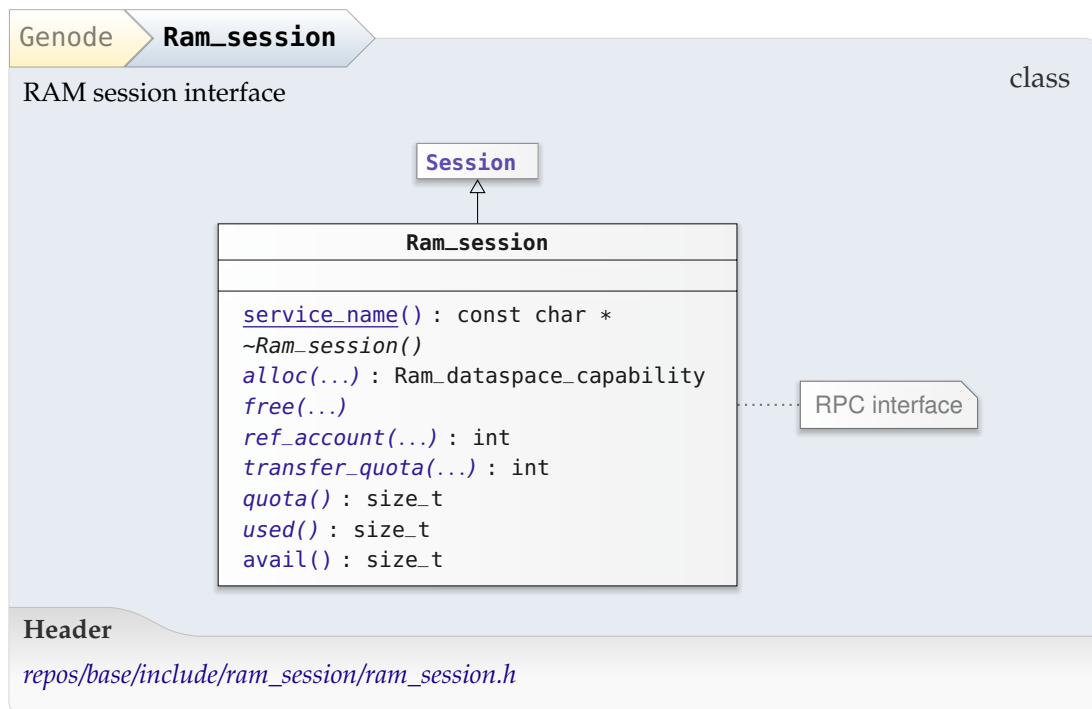 Genode Ram_session
class
RAM session interface
Session
Ram_session
service_name() : const char *
~Ram_session()
alloc(...) : Ram_dataspace_capability
free(...)
ref_account(...) : int
transfer_quota(...) : int
quota() : size_t
used() : size_t
avail() : size_t
RPC interface
Header
repos/base/include/ram_session/ram_session.h